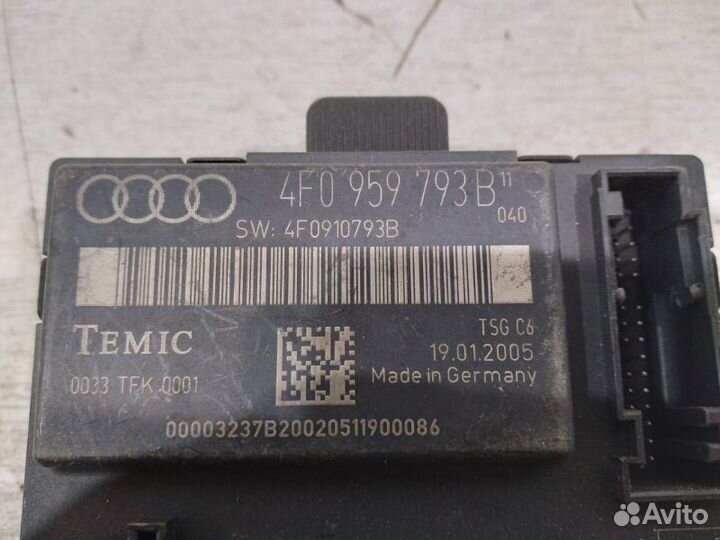 4F0 959 793 B 11
040
SW: 4F0910793B
TEMIC
TSG C6
19.01.2005
0033 TFK 0001
Made in Germany
00003237B20020511900086
Avito